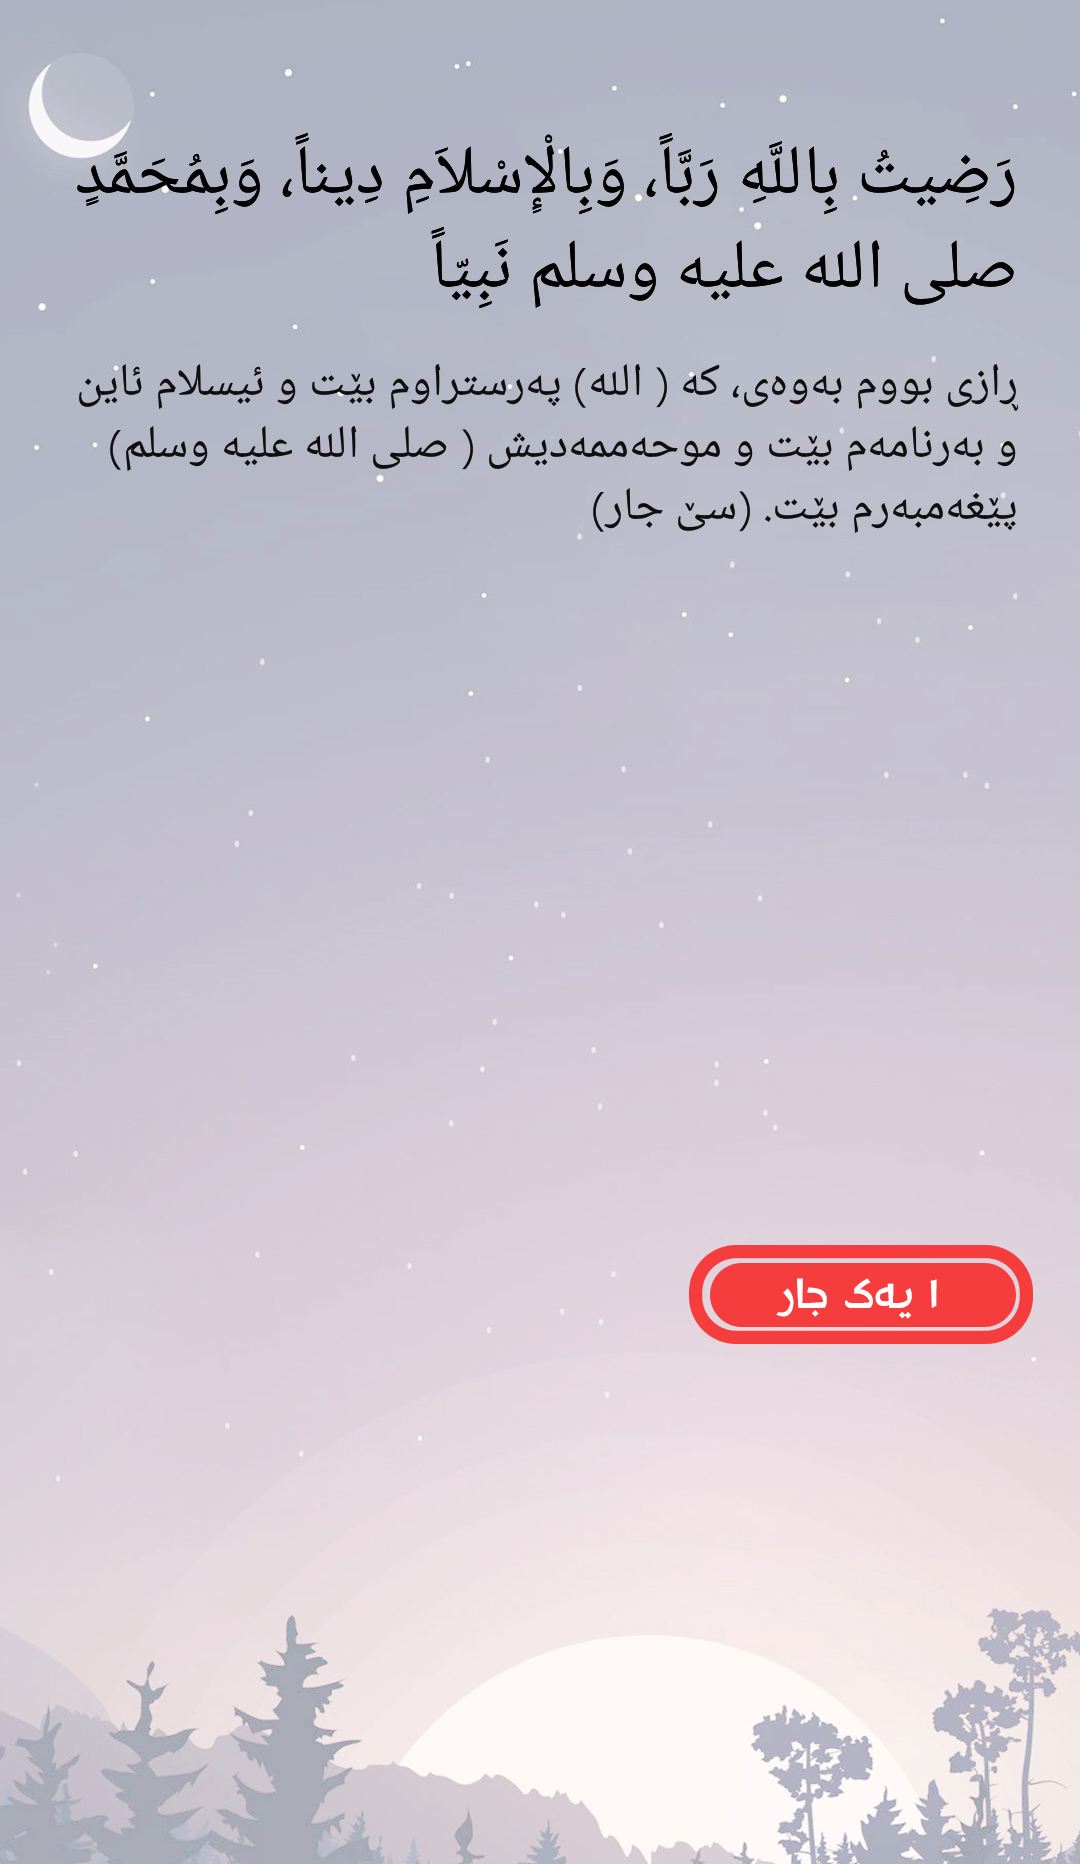 رَضِيتُ بِاللَّهِ رَبَّاً، وَبِالْإِسْلاَمِ دِيناً، وَبِمُحَمَّدٍ
صلى الله عليه وسلم نَبِيّاً
ڕازی بووم بەوەی، کە ( الله) پەرستراوم بێت و ئیسلام ئاین
و بەرنامەم بێت و موحەممەدیش ( صلى الله عليه وسلم)
پێغەمبەرم بێت. (سێ جار)
١ یەک جار